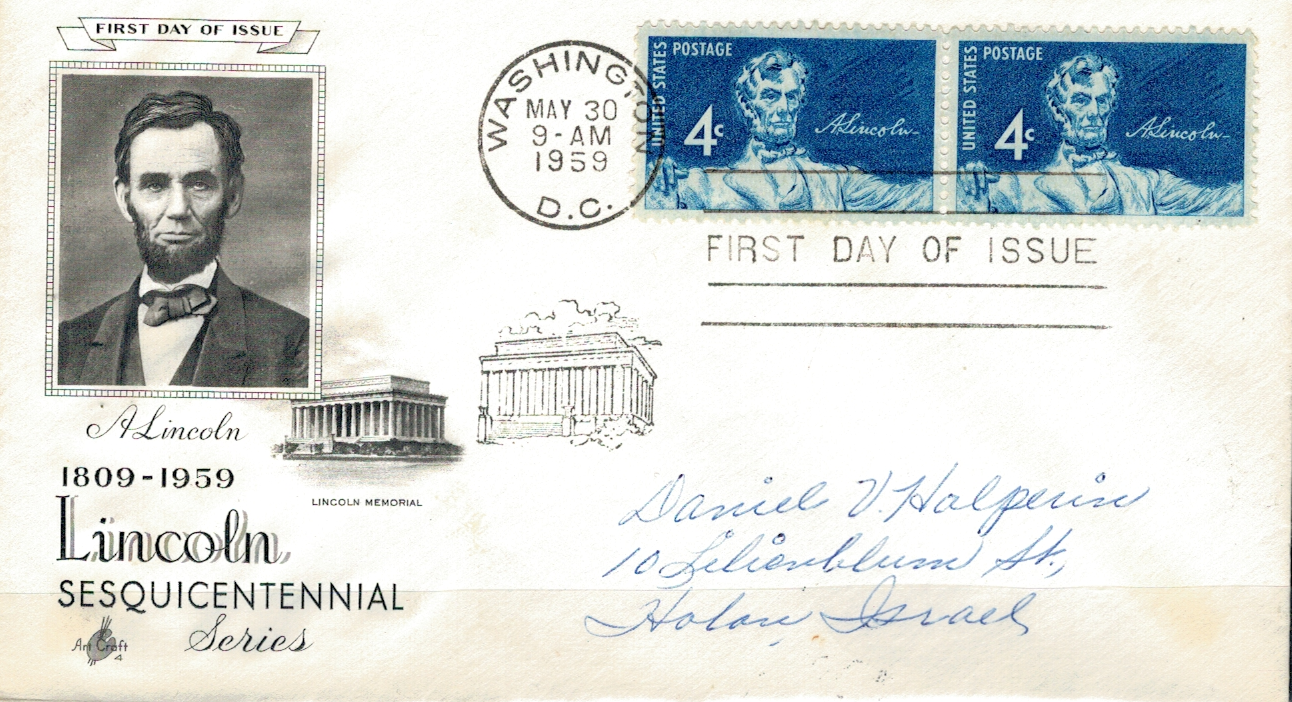 FIRST DAY OF ISSUE
A Lincoln
1809-1959
Lincoln
SESQUICENTENNIAL
Series
Art Craft
LINCOLN MEMORIAL
WASHINGTON
MAY 30
9-AM
1959
D.C.
UNITED STATES POSTAGE
4c
A. Lincoln
UNITED STATES POSTAGE
4c
A. Lincoln
FIRST DAY OF ISSUE
Daniel V. Halperin
10 Lilienblum St.,
Holon, Israel